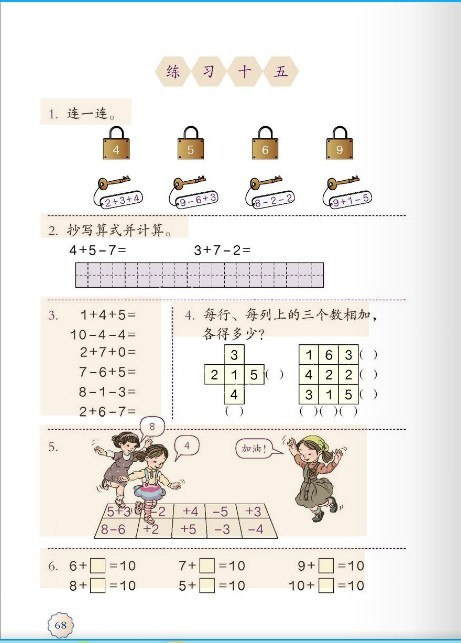 练 习 十 五
1. 连一连。
4 5 6 9
2+3+4 9-6+3 8-2-2 9+1-5
2. 抄写算式并计算。
4+5-7= 3+7-2=
3. 1+4+5=
10-4-4=
2+7+0=
7-6+5=
8-1-3=
2+6-7=
4. 每行、每列上的三个数相加，
各得多少？
3
2 1 5 ( )
4
( )
1 6 3 ( )
4 2 2 ( )
3 1 5 ( )
( ) ( ) ( )
5.
8
4
加油！
5+3 -2 +4 -5 +3
8-6 +2 +5 -3 -4
6. 6+□=10 7+□=10 9+□=10
8+□=10 5+□=10 10+□=10
68